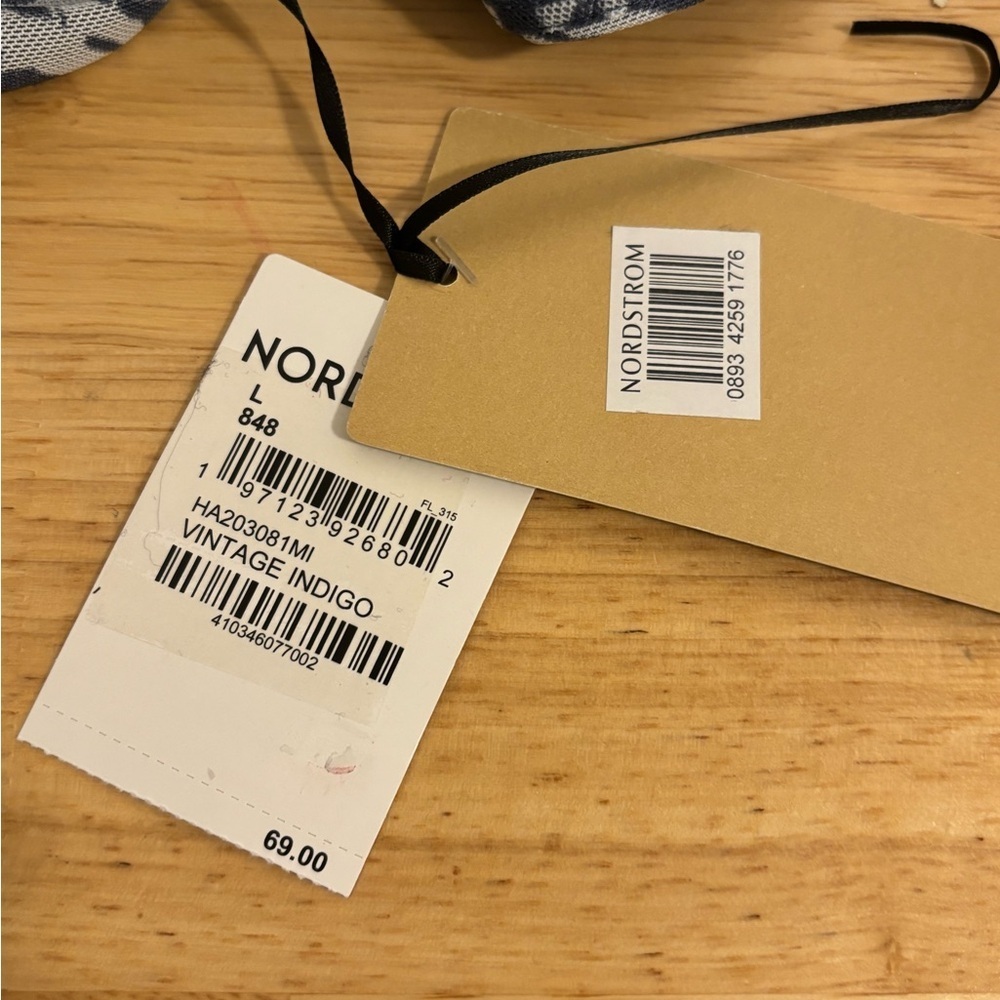 NORD
L
848
FL_315
1 97123 92680 2
HA203081MI
VINTAGE INDIGO
410346077002
69.00
NORDSTROM
0893 4259 1776